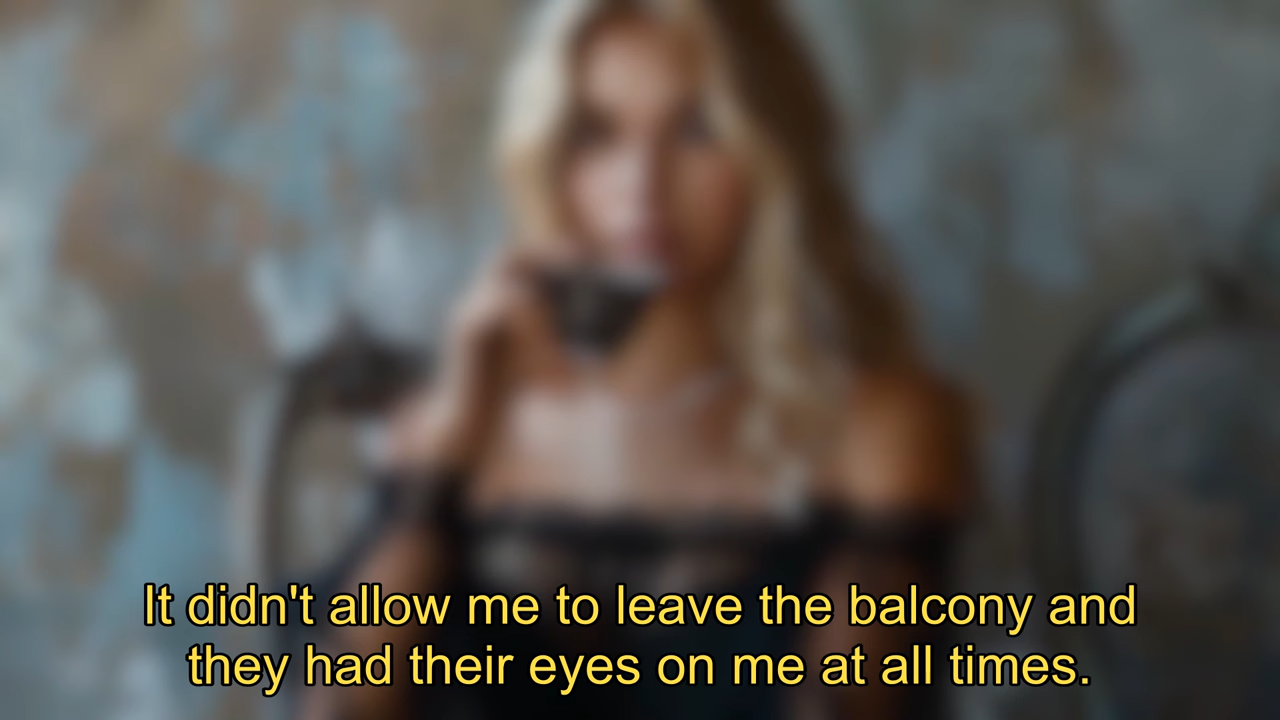 It didn't allow me to leave the balcony and
they had their eyes on me at all times.